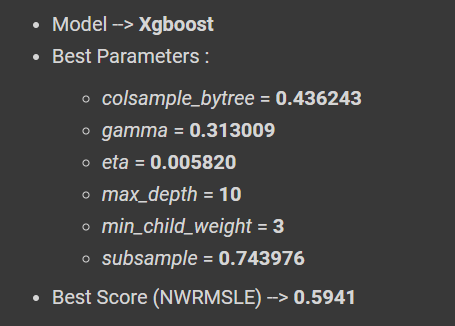 Model --> Xgboost
Best Parameters :
colsample_bytree = 0.436243
gamma = 0.313009
eta = 0.005820
max_depth = 10
min_child_weight = 3
subsample = 0.743976
Best Score (NWRMSLE) --> 0.5941